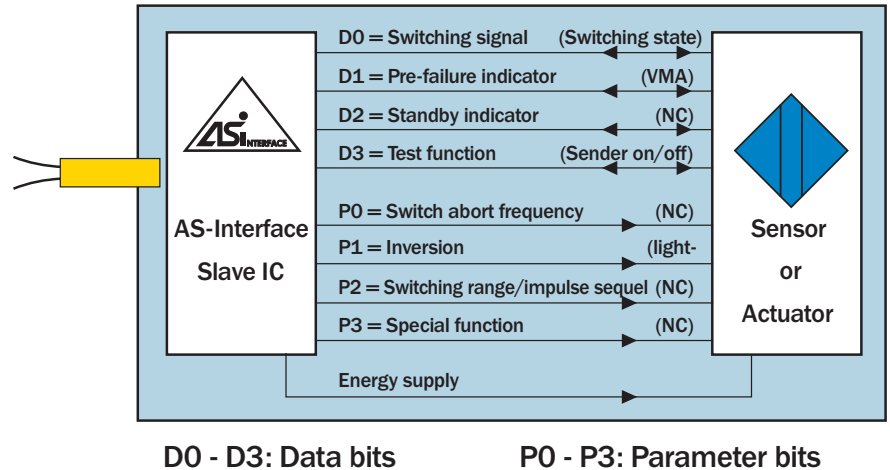 D0 = Switching signal (Switching state)
D1 = Pre-failure indicator (VMA)
D2 = Standby indicator (NC)
D3 = Test function (Sender on/off)
ASi INTERFACE
AS-Interface
Slave IC
P0 = Switch abort frequency (NC)
P1 = Inversion (light-
P2 = Switching range/impulse sequel (NC)
P3 = Special function (NC)
Energy supply
Sensor
or
Actuator
D0 - D3: Data bits P0 - P3: Parameter bits